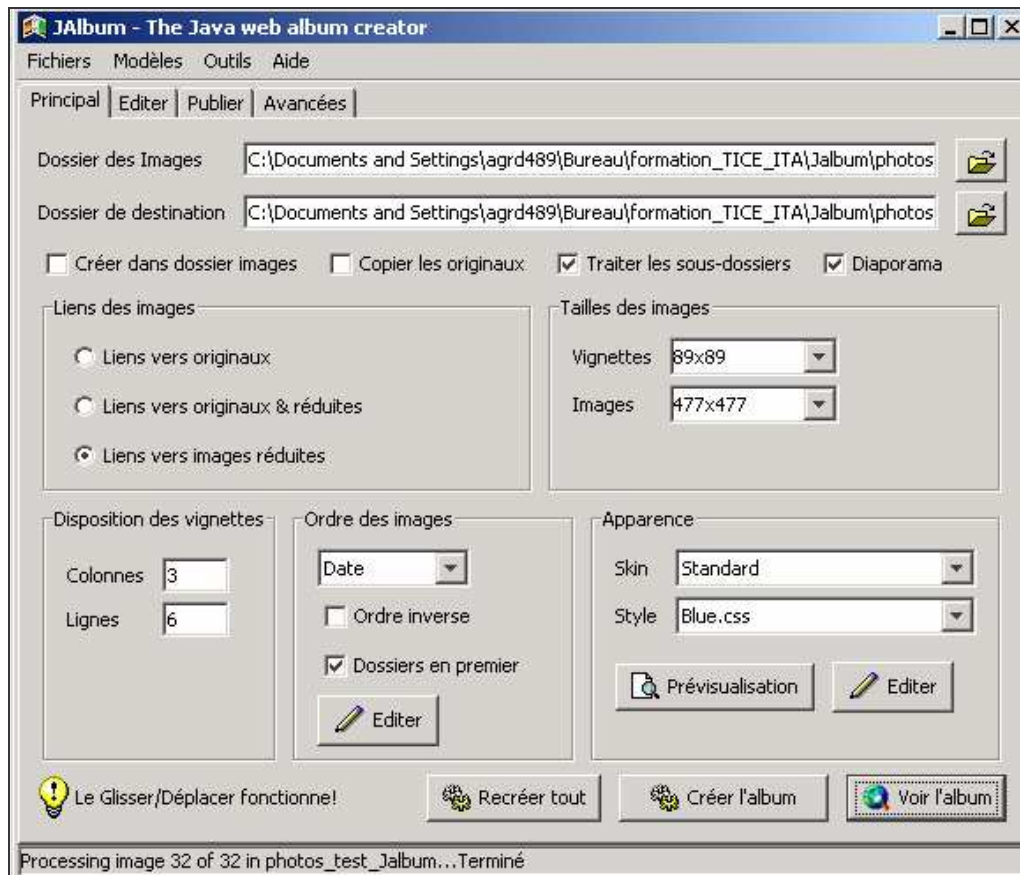 JAlbum - The Java web album creator
Fichiers Modèles Outils Aide
Principal Editer Publier Avancées
Dossier des Images C:\Documents and Settings\agrd489\Bureau\formation_TICE_ITA\Jalbum\photos
Dossier de destination C:\Documents and Settings\agrd489\Bureau\formation_TICE_ITA\Jalbum\photos
Créer dans dossier images Copier les originaux Traiter les sous-dossiers Diaporama
Liens des images
Liens vers originaux
Liens vers originaux & réduites
Liens vers images réduites
Tailles des images
Vignettes 89x89
Images 477x477
Disposition des vignettes
Colonnes 3
Lignes 6
Ordre des images
Date
Ordre inverse
Dossiers en premier
Editer
Apparence
Skin Standard
Style Blue.css
Prévisualisation Editer
Le Glisser/Déplacer fonctionne! Recréer tout Créer l'album Voir l'album
Processing image 32 of 32 in photos_test_Jalbum...Terminé